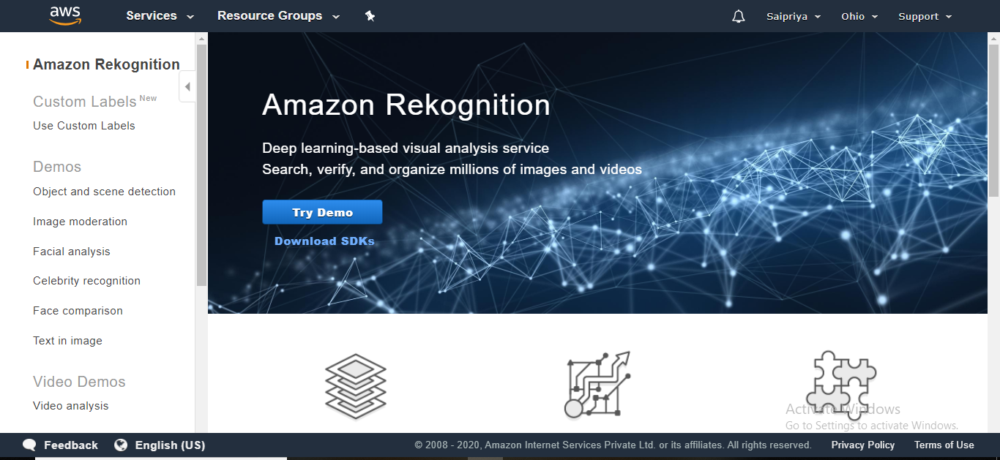 aws Services Resource Groups Saipriya Ohio Support
Amazon Rekognition
Custom Labels New
Use Custom Labels
Demos
Object and scene detection
Image moderation
Facial analysis
Celebrity recognition
Face comparison
Text in image
Video Demos
Video analysis
Amazon Rekognition
Deep learning-based visual analysis service
Search, verify, and organize millions of images and videos
Try Demo
Download SDKs
Activate Windows
Go to Settings to activate Windows.
Feedback English (US) © 2008 - 2020, Amazon Internet Services Private Ltd. or its affiliates. All rights reserved. Privacy Policy Terms of Use